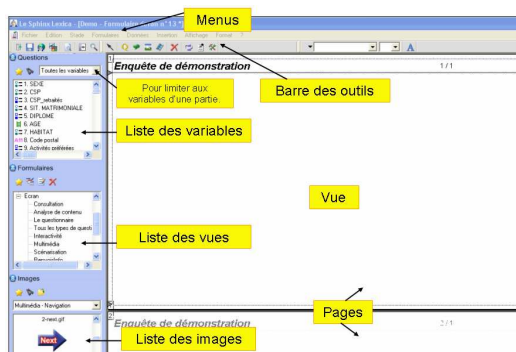 Le Sphinx Lexica - [Demo - Formulaire écran n° 13 *]
Menus
Fichier Edition Stade Formulaires Données Insertion Affichage Format ?
Questions
Toutes les variables
1. SEXE
2. CSP
3. CSP_retraités
4. SIT. MATRIMONIALE
5. DIPLOME
6. AGE
7. HABITAT
8. Code postal
9. Activités préférées
Enquête de démonstration
1 / 1
Pour limiter aux
variables d'une partie.
Barre des outils
Liste des variables
Formulaires
Ecran
Consultation
Analyse de contenu
Le questionnaire
Tous les types de questi
Interactivité
Multimédia
Scénarisation
Vue
Liste des vues
Images
Multimédia - Navigation
2-next.gif
Next
Liste des images
Pages
Enquête de démonstration
2 / 1